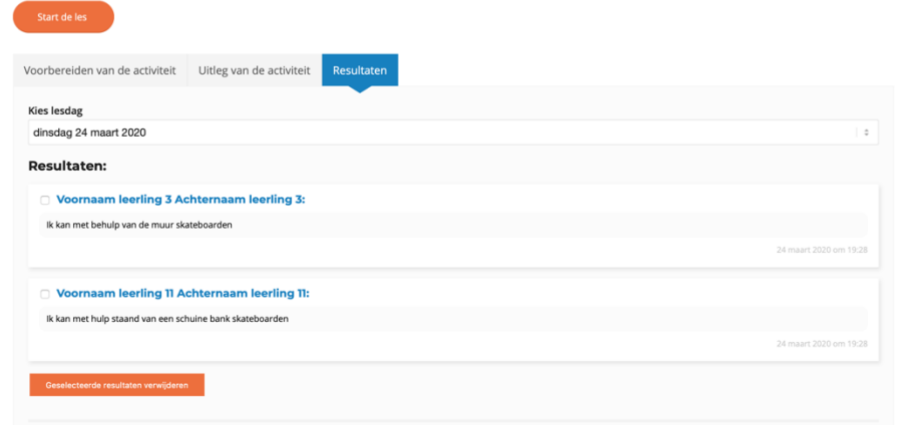 Start de les
Voorbereiden van de activiteit
Uitleg van de activiteit
Resultaten
Kies lesdag
dinsdag 24 maart 2020
Resultaten:
Voornaam leerling 3 Achternaam leerling 3:
Ik kan met behulp van de muur skateboarden
24 maart 2020 om 19:28
Voornaam leerling 11 Achternaam leerling 11:
Ik kan met hulp staand van een schuine bank skateboarden
24 maart 2020 om 19:28
Geselecteerde resultaten verwijderen